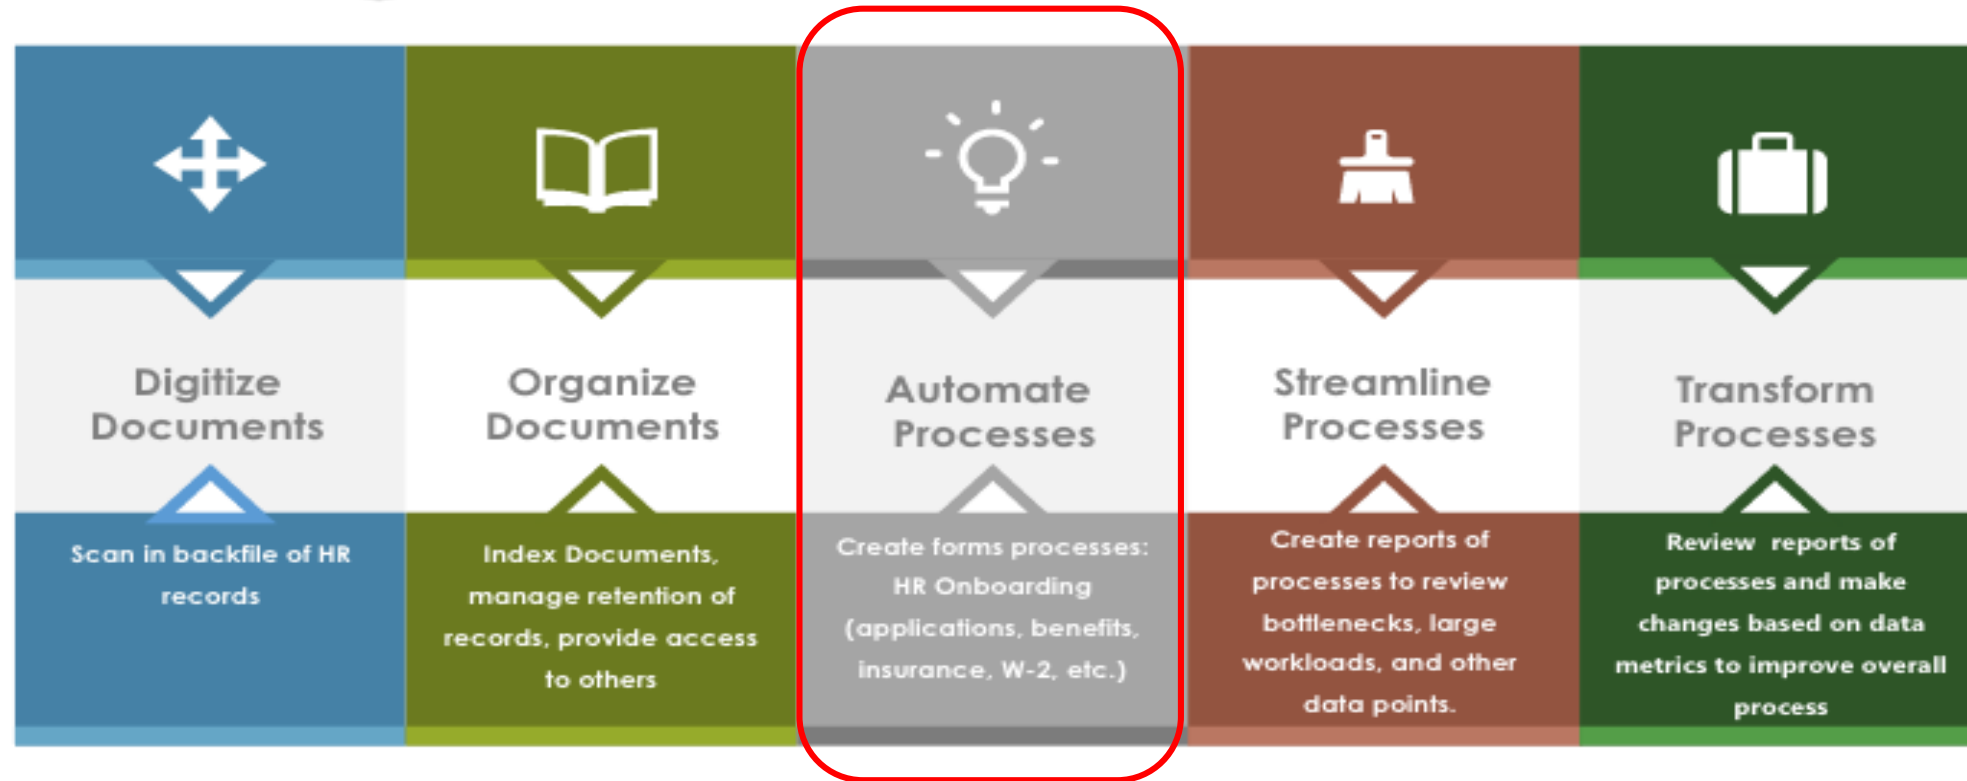 Digitize
Documents
Organize
Documents
Automate
Processes
Streamline
Processes
Transform
Processes
Scan in backfile of HR
records
Index Documents,
manage retention of
records, provide access
to others
Create forms processes:
HR Onboarding
(applications, benefits,
insurance, W-2, etc.)
Create reports of
processes to review
bottlenecks, large
workloads, and other
data points.
Review reports of
processes and make
changes based on data
metrics to improve overall
process